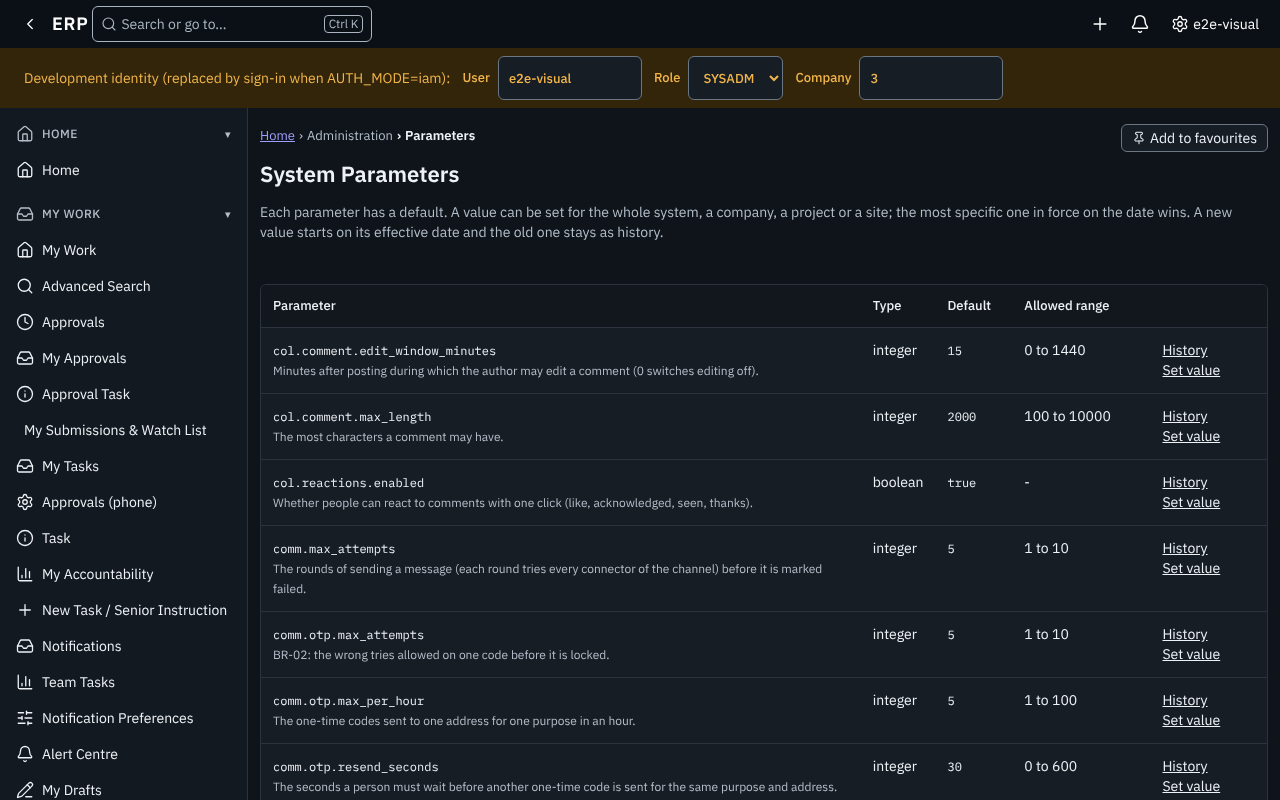 ERP
Search or go to...
Ctrl K
e2e-visual
Development identity (replaced by sign-in when AUTH_MODE=iam): User e2e-visual Role SYSADM Company 3
HOME
Home
MY WORK
My Work
Advanced Search
Approvals
My Approvals
Approval Task
My Submissions & Watch List
My Tasks
Approvals (phone)
Task
My Accountability
New Task / Senior Instruction
Notifications
Team Tasks
Notification Preferences
Alert Centre
My Drafts
Home › Administration › Parameters
Add to favourites
System Parameters
Each parameter has a default. A value can be set for the whole system, a company, a project or a site; the most specific one in force on the date wins. A new
value starts on its effective date and the old one stays as history.
Parameter Type Default Allowed range
col.comment.edit_window_minutes integer 15 0 to 1440 History
Minutes after posting during which the author may edit a comment (0 switches editing off). Set value
col.comment.max_length integer 2000 100 to 10000 History
The most characters a comment may have. Set value
col.reactions.enabled boolean true - History
Whether people can react to comments with one click (like, acknowledged, seen, thanks). Set value
comm.max_attempts integer 5 1 to 10 History
The rounds of sending a message (each round tries every connector of the channel) before it is marked Set value
failed.
comm.otp.max_attempts integer 5 1 to 10 History
BR-02: the wrong tries allowed on one code before it is locked. Set value
comm.otp.max_per_hour integer 5 1 to 100 History
The one-time codes sent to one address for one purpose in an hour. Set value
comm.otp.resend_seconds integer 30 0 to 600 History
The seconds a person must wait before another one-time code is sent for the same purpose and address. Set value